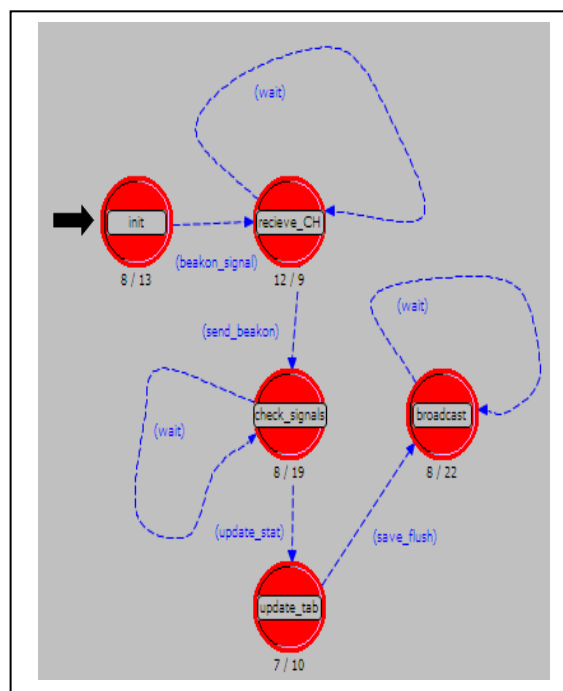 (wait)
init
recieve_CH
(beakon_signal)
8 / 13
12 / 9
(send_beakon)
(wait)
check_signals
broadcast
(wait)
8 / 19
8 / 22
(update_stat)
(save_flush)
update_tab
7 / 10